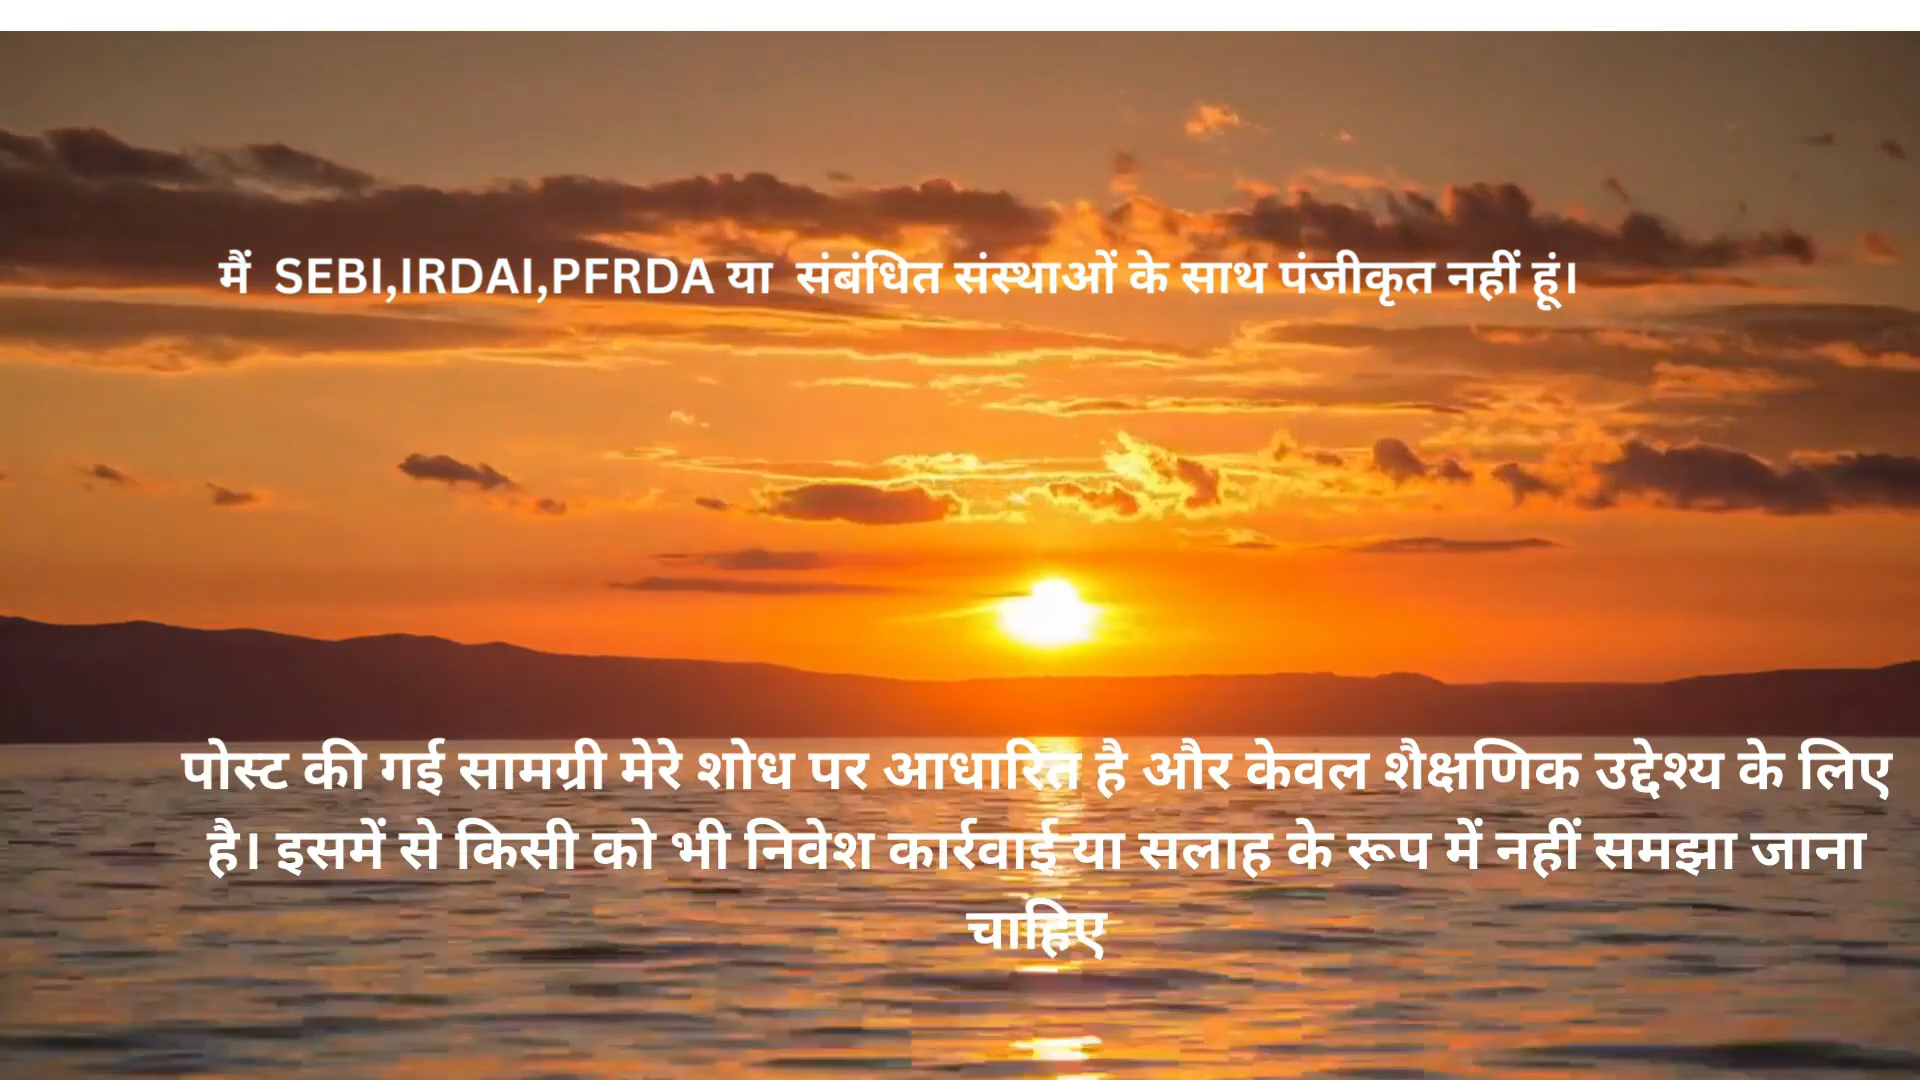 मैं  SEBI,IRDAI,PFRDA या  संबंधित संस्थाओं के साथ पंजीकृत नहीं हूं।
पोस्ट की गई सामग्री मेरे शोध पर आधारित है और केवल शैक्षणिक उद्देश्य के लिए
है। इसमें से किसी को भी निवेश कार्रवाई या सलाह के रूप में नहीं समझा जाना
चाहिए